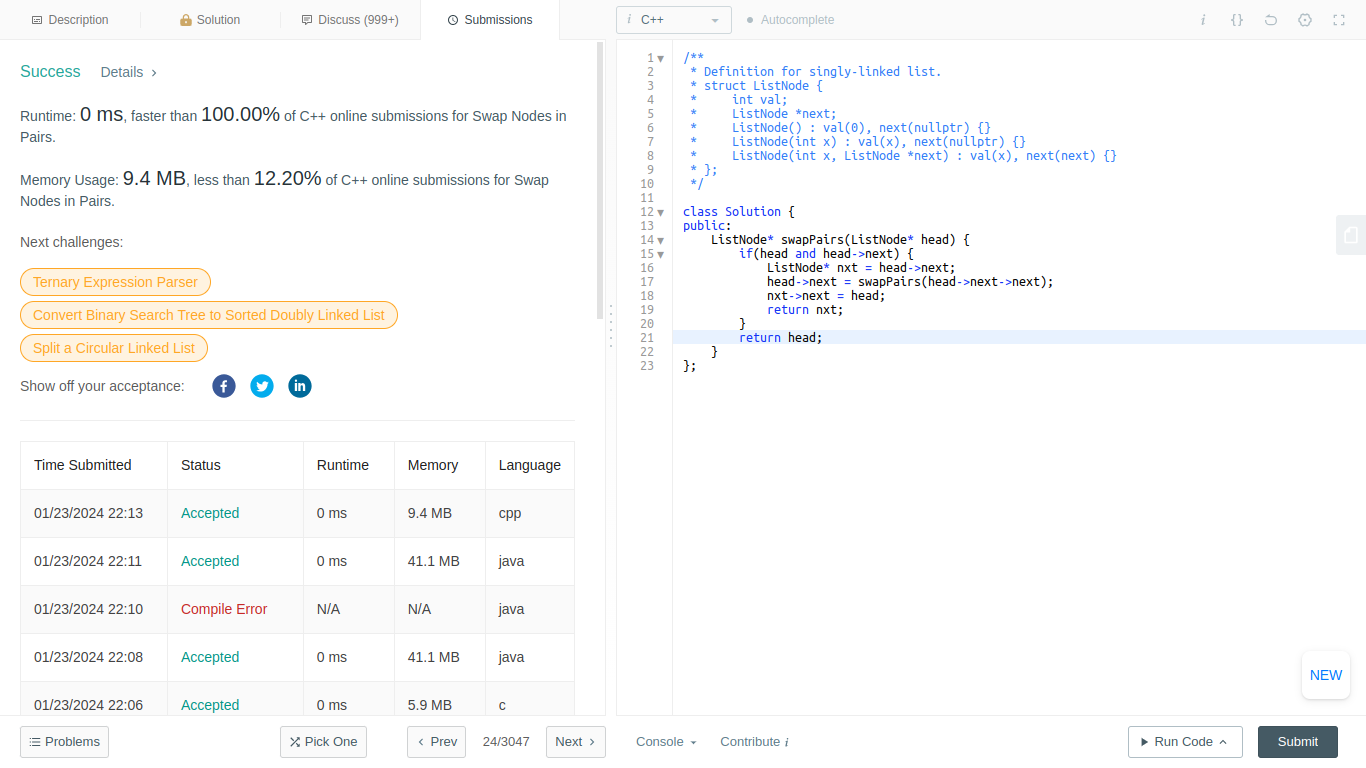 Description
Solution
Discuss (999+)
Submissions
i C++
Autocomplete
i {}
Success
Details
Runtime: 0 ms, faster than 100.00% of C++ online submissions for Swap Nodes in
Pairs.
Memory Usage: 9.4 MB, less than 12.20% of C++ online submissions for Swap
Nodes in Pairs.
Next challenges:
Ternary Expression Parser
Convert Binary Search Tree to Sorted Doubly Linked List
Split a Circular Linked List
Show off your acceptance:
Time Submitted Status Runtime Memory Language
01/23/2024 22:13 Accepted 0 ms 9.4 MB cpp
01/23/2024 22:11 Accepted 0 ms 41.1 MB java
01/23/2024 22:10 Compile Error N/A N/A java
01/23/2024 22:08 Accepted 0 ms 41.1 MB java
01/23/2024 22:06 Accepted 0 ms 5.9 MB c
1 /**
2 * Definition for singly-linked list.
3 * struct ListNode {
4 *     int val;
5 *     ListNode *next;
6 *     ListNode() : val(0), next(nullptr) {}
7 *     ListNode(int x) : val(x), next(nullptr) {}
8 *     ListNode(int x, ListNode *next) : val(x), next(next) {}
9 * };
10 */
11
12 class Solution {
13 public:
14     ListNode* swapPairs(ListNode* head) {
15         if(head and head->next) {
16             ListNode* nxt = head->next;
17             head->next = swapPairs(head->next->next);
18             nxt->next = head;
19             return nxt;
20         }
21         return head;
22     }
23 };
NEW
Problems
Pick One
Prev
24/3047
Next
Console
Contribute i
Run Code
Submit